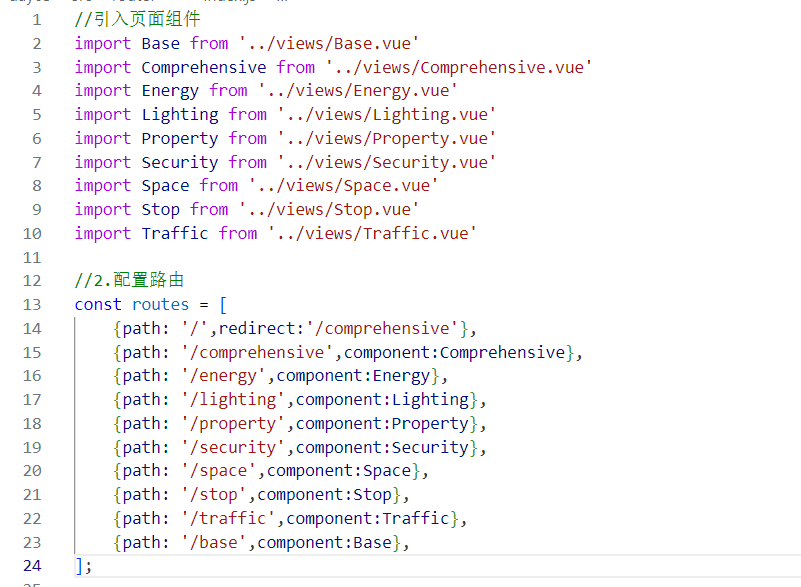 1 //引入页面组件
2 import Base from '../views/Base.vue'
3 import Comprehensive from '../views/Comprehensive.vue'
4 import Energy from '../views/Energy.vue'
5 import Lighting from '../views/Lighting.vue'
6 import Property from '../views/Property.vue'
7 import Security from '../views/Security.vue'
8 import Space from '../views/Space.vue'
9 import Stop from '../views/Stop.vue'
10 import Traffic from '../views/Traffic.vue'
11
12 //2.配置路由
13 const routes = [
14 {path: '/',redirect:'/comprehensive'},
15 {path: '/comprehensive',component:Comprehensive},
16 {path: '/energy',component:Energy},
17 {path: '/lighting',component:Lighting},
18 {path: '/property',component:Property},
19 {path: '/security',component:Security},
20 {path: '/space',component:Space},
21 {path: '/stop',component:Stop},
22 {path: '/traffic',component:Traffic},
23 {path: '/base',component:Base},
24 ];